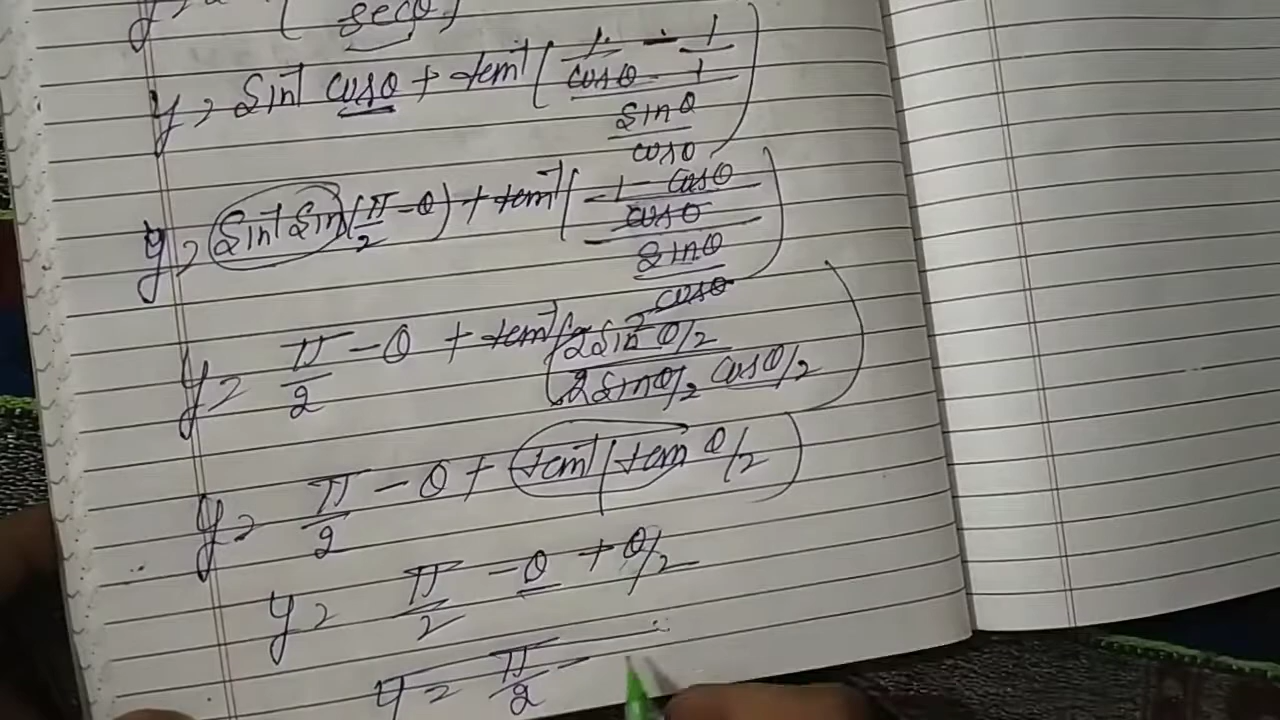 secθ
y = sin⁻¹ cosθ + tan⁻¹ ( 1/cosθ - 1/1
sinθ/cosθ )
y = sin⁻¹ sin(π/2 - θ) + tan⁻¹ ( 1 - cosθ
cosθ
sinθ
cosθ )
y = π/2 - θ + tan⁻¹ ( 2sin²θ/2
2sinθ/2 cosθ/2 )
y = π/2 - θ + tan⁻¹ ( tan θ/2 )
y = π/2 - θ + θ/2
y = π/2 -